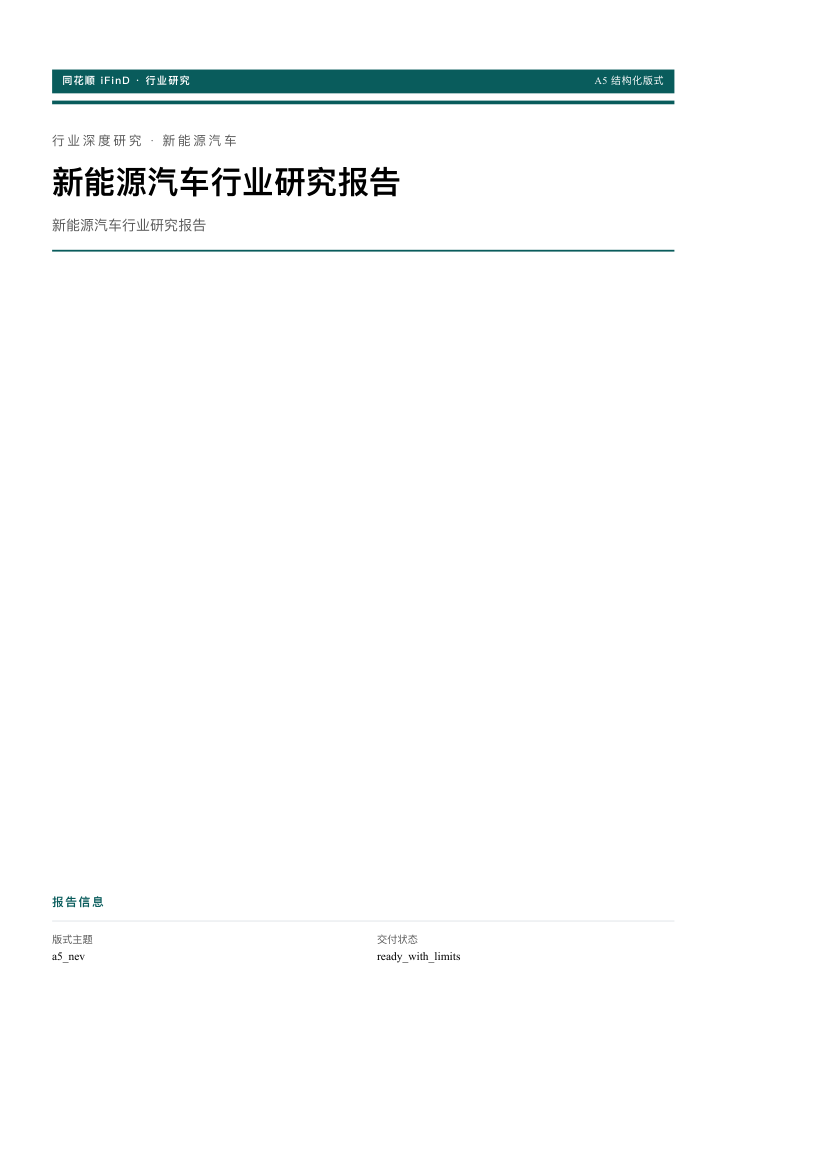 同花顺 iFinD · 行业研究
A5 结构化版式
行业深度研究 · 新能源汽车
新能源汽车行业研究报告
新能源汽车行业研究报告
报告信息
版式主题
a5_nev
交付状态
ready_with_limits